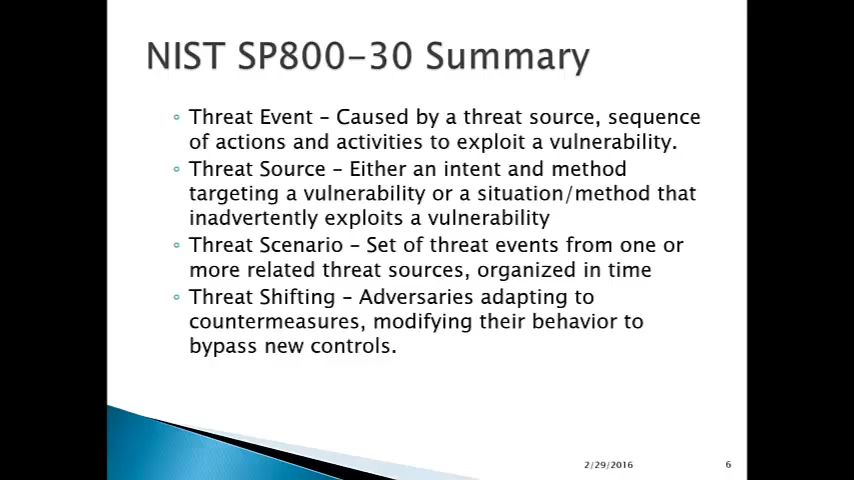 NIST SP800-30 Summary
◦ Threat Event – Caused by a threat source, sequence
of actions and activities to exploit a vulnerability.
◦ Threat Source – Either an intent and method
targeting a vulnerability or a situation/method that
inadvertently exploits a vulnerability
◦ Threat Scenario – Set of threat events from one or
more related threat sources, organized in time
◦ Threat Shifting – Adversaries adapting to
countermeasures, modifying their behavior to
bypass new controls.
2/29/2016 6